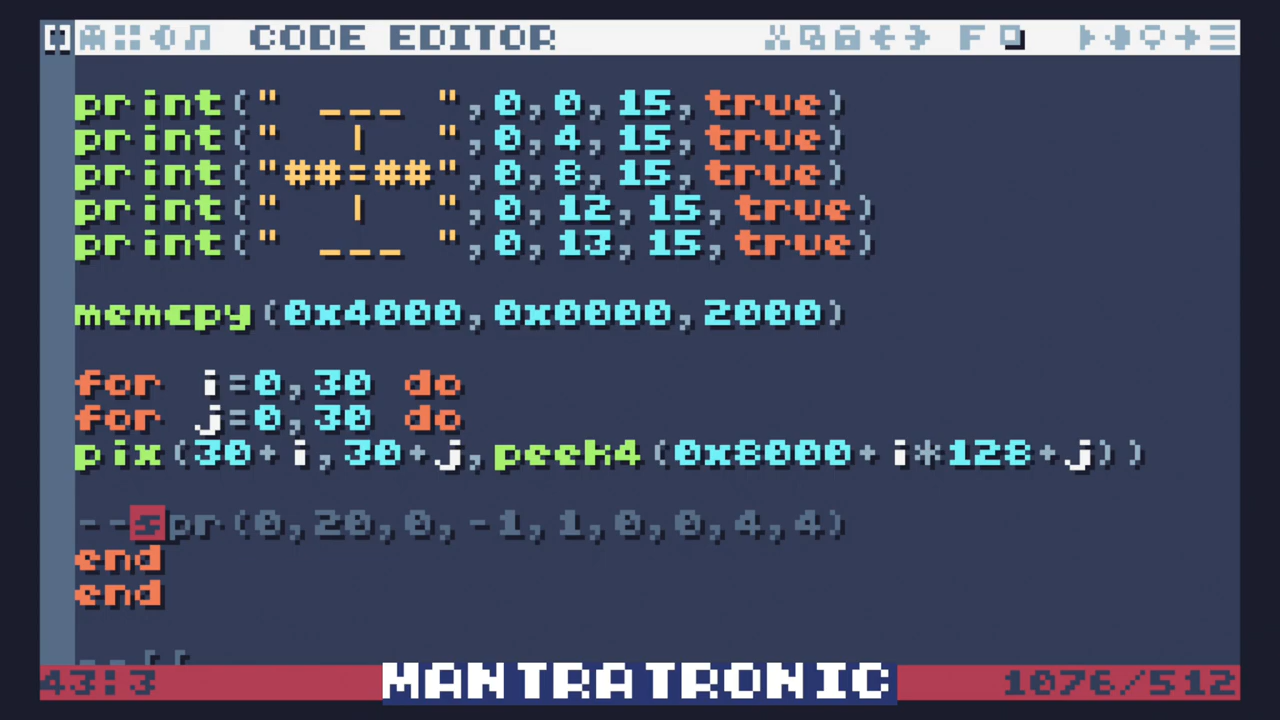 CODE EDITOR F
print(" ___ ",0,0,15,true)
print("  |  ",0,4,15,true)
print("##=##",0,8,15,true)
print("  |  ",0,12,15,true)
print(" ___ ",0,13,15,true)
memcpy(0x4000,0x0000,2000)
for i=0,30 do
for j=0,30 do
pix(30+i,30+j,peek4(0x8000+i*128+j))
--spr(0,20,0,-1,1,0,0,4,4)
end
end
--[[
43:3 MANTRATRONIC 1076/512